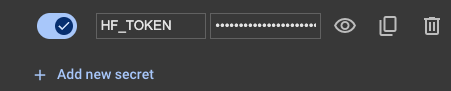 HF_TOKEN ••••••••••••••••••••
+ Add new secret